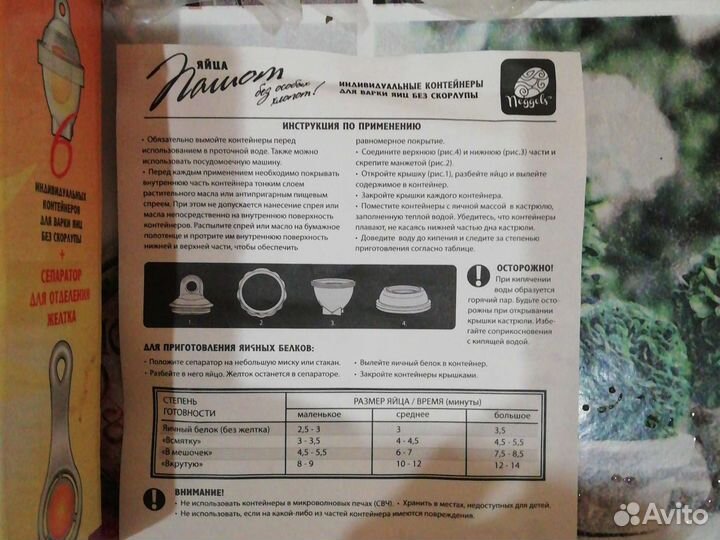 ЯЙЦА
Пашот
без особых
хлопот!
ИНДИВИДУАЛЬНЫЕ КОНТЕЙНЕРЫ
ДЛЯ ВАРКИ ЯИЦ БЕЗ СКОРЛУПЫ
Neggels™
ИНСТРУКЦИЯ ПО ПРИМЕНЕНИЮ
• Обязательно вымойте контейнеры перед
использованием в проточной воде. Также можно
использовать посудомоечную машину.
• Перед каждым применением необходимо покрывать
внутреннюю часть контейнера тонким слоем
растительного масла или антипригарным пищевым
спреем. При этом не допускается нанесение спрея или
масла непосредственно на внутреннюю поверхность
контейнеров. Распылите спрей или масло на бумажное
полотенце и протрите им внутреннюю поверхность
нижней и верхней части, чтобы обеспечить
равномерное покрытие.
• Соедините верхнюю (рис.4) и нижнюю (рис.3) части и
скрепите манжетой (рис.2).
• Откройте крышку (рис.1), разбейте яйцо и вылейте
содержимое в контейнер.
• Закройте крышки каждого контейнера.
• Поместите контейнеры с яичной массой в кастрюлю,
заполненную теплой водой. Убедитесь, что контейнеры
плавают, не касаясь нижней частью дна кастрюли.
• Доведите воду до кипения и следите за степенью
приготовления согласно таблице.
1. 2. 3. 4.
ОСТОРОЖНО!
При кипячении
воды образуется
горячий пар. Будьте осто-
рожны при открывании
крышки кастрюли. Избе-
гайте соприкосновения
с кипящей водой.
ДЛЯ ПРИГОТОВЛЕНИЯ ЯИЧНЫХ БЕЛКОВ:
• Положите сепаратор на небольшую миску или стакан.
• Разбейте в него яйцо. Желток останется в сепараторе.
• Вылейте яичный белок в контейнер.
• Закройте контейнеры крышками.
СТЕПЕНЬ
ГОТОВНОСТИ
РАЗМЕР ЯЙЦА / ВРЕМЯ (минуты)
маленькое среднее большое
Яичный белок (без желтка) 2,5 - 3 3 3,5
«Всмятку» 3 - 3,5 4 - 4,5 4,5 - 5,5
«В мешочек» 4,5 - 5,5 6 - 7 7,5 - 8,5
«Вкрутую» 8 - 9 10 - 12 12 - 14
ВНИМАНИЕ!
• Не использовать контейнеры в микроволновых печах (СВЧ). • Хранить в местах, недоступных для детей.
• Не использовать, если на какой-либо из частей контейнера имеются повреждения.
6
ИНДИВИДУАЛЬНЫХ
КОНТЕЙНЕРОВ
ДЛЯ ВАРКИ ЯИЦ
БЕЗ СКОРЛУПЫ
+
СЕПАРАТОР
ДЛЯ ОТДЕЛЕНИЯ
ЖЕЛТКА
Avito